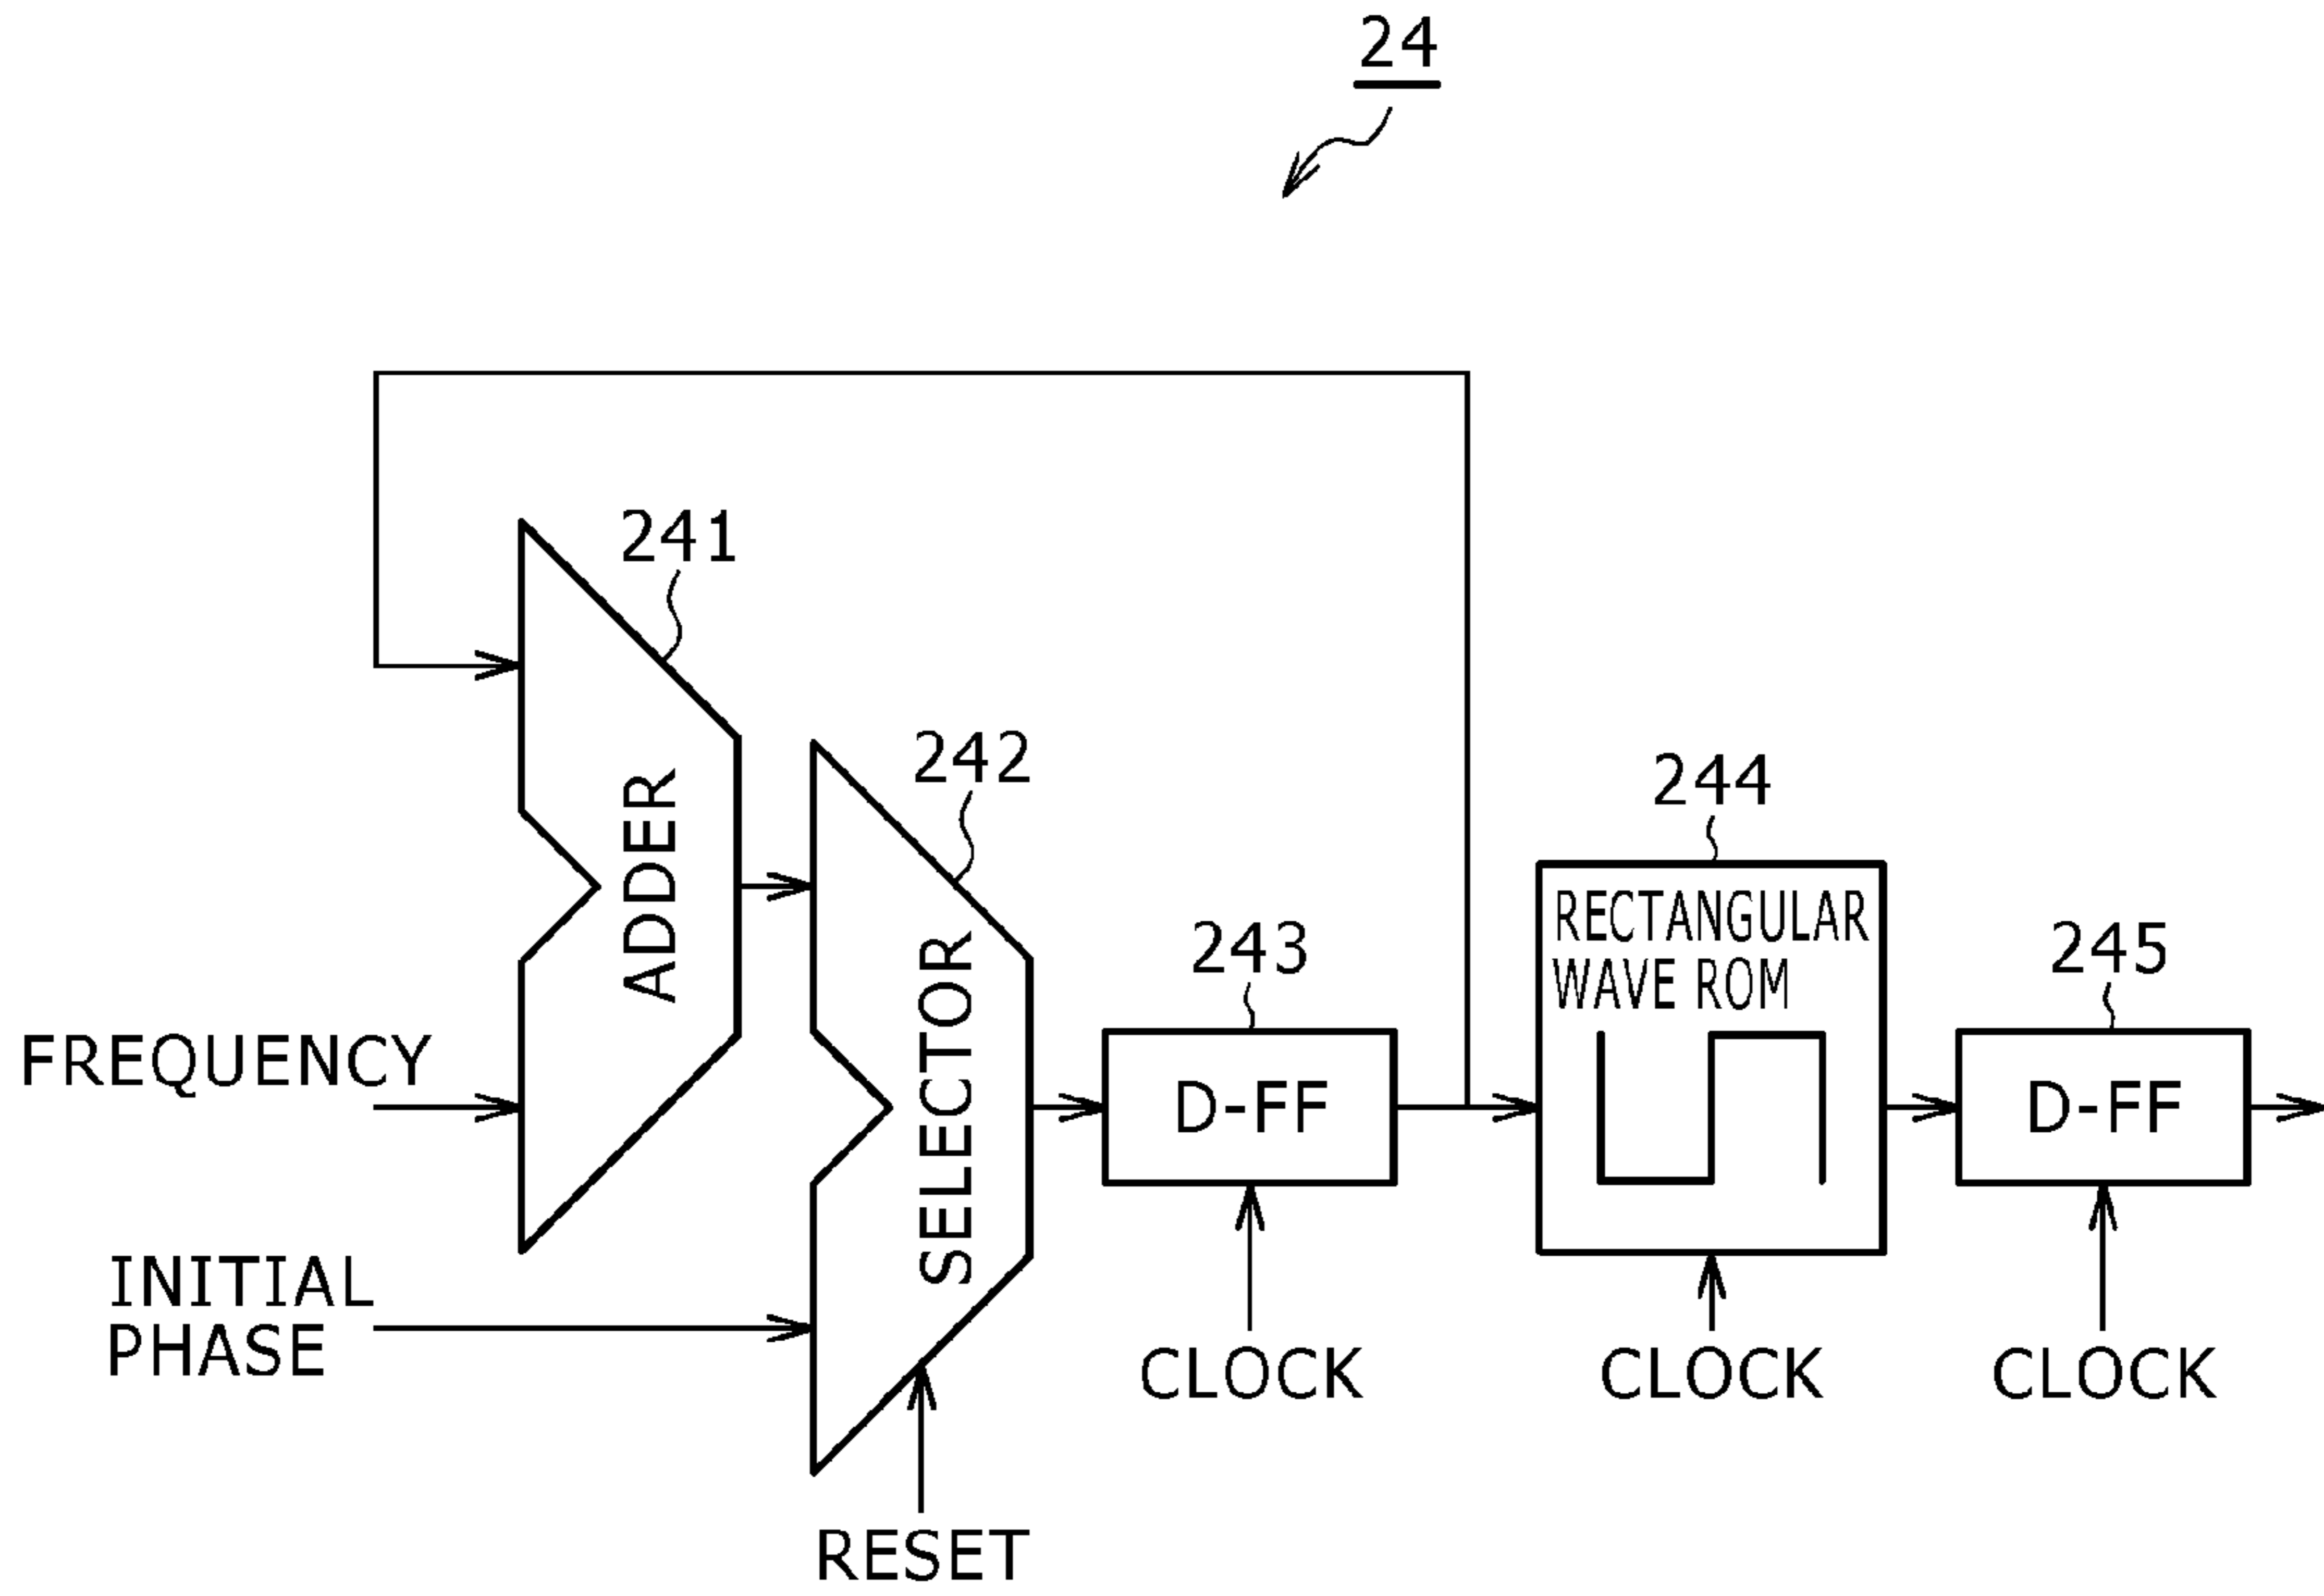 24
241
ADDER
242
SELECTOR
243
D-FF
244
RECTANGULAR
WAVE ROM
245
D-FF
FREQUENCY
INITIAL
PHASE
RESET
CLOCK
CLOCK
CLOCK